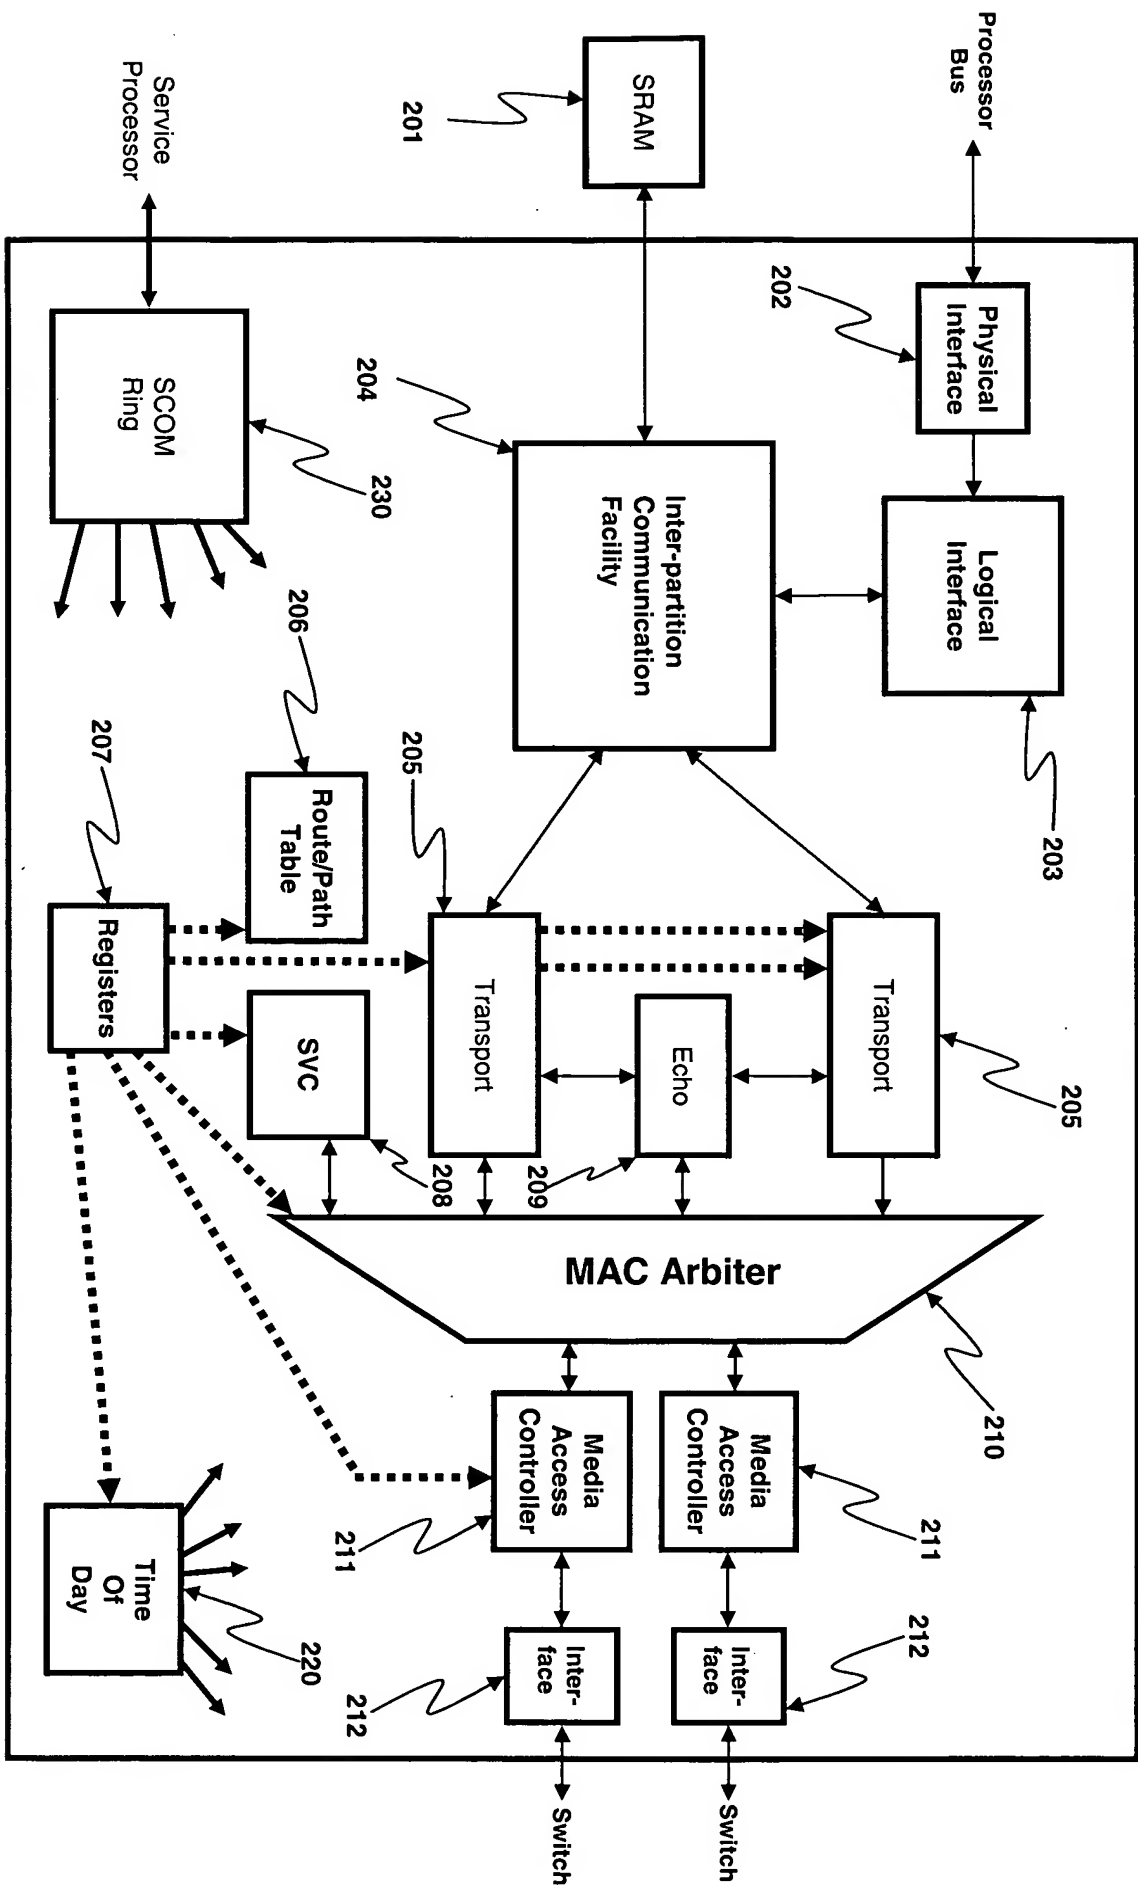 Processor
Bus
Physical
Interface
202
Logical
Interface
203
SRAM
201
Inter-partition
Communication
Facility
204
Transport
205
Echo
209
Transport
205
MAC Arbiter
210
Media
Access
Controller
211
Inter-
face
212
Switch
Media
Access
Controller
211
Inter-
face
212
Switch
Service
Processor
SCOM
Ring
230
Route/Path
Table
206
Registers
207
SVC
208
Time
Of
Day
220